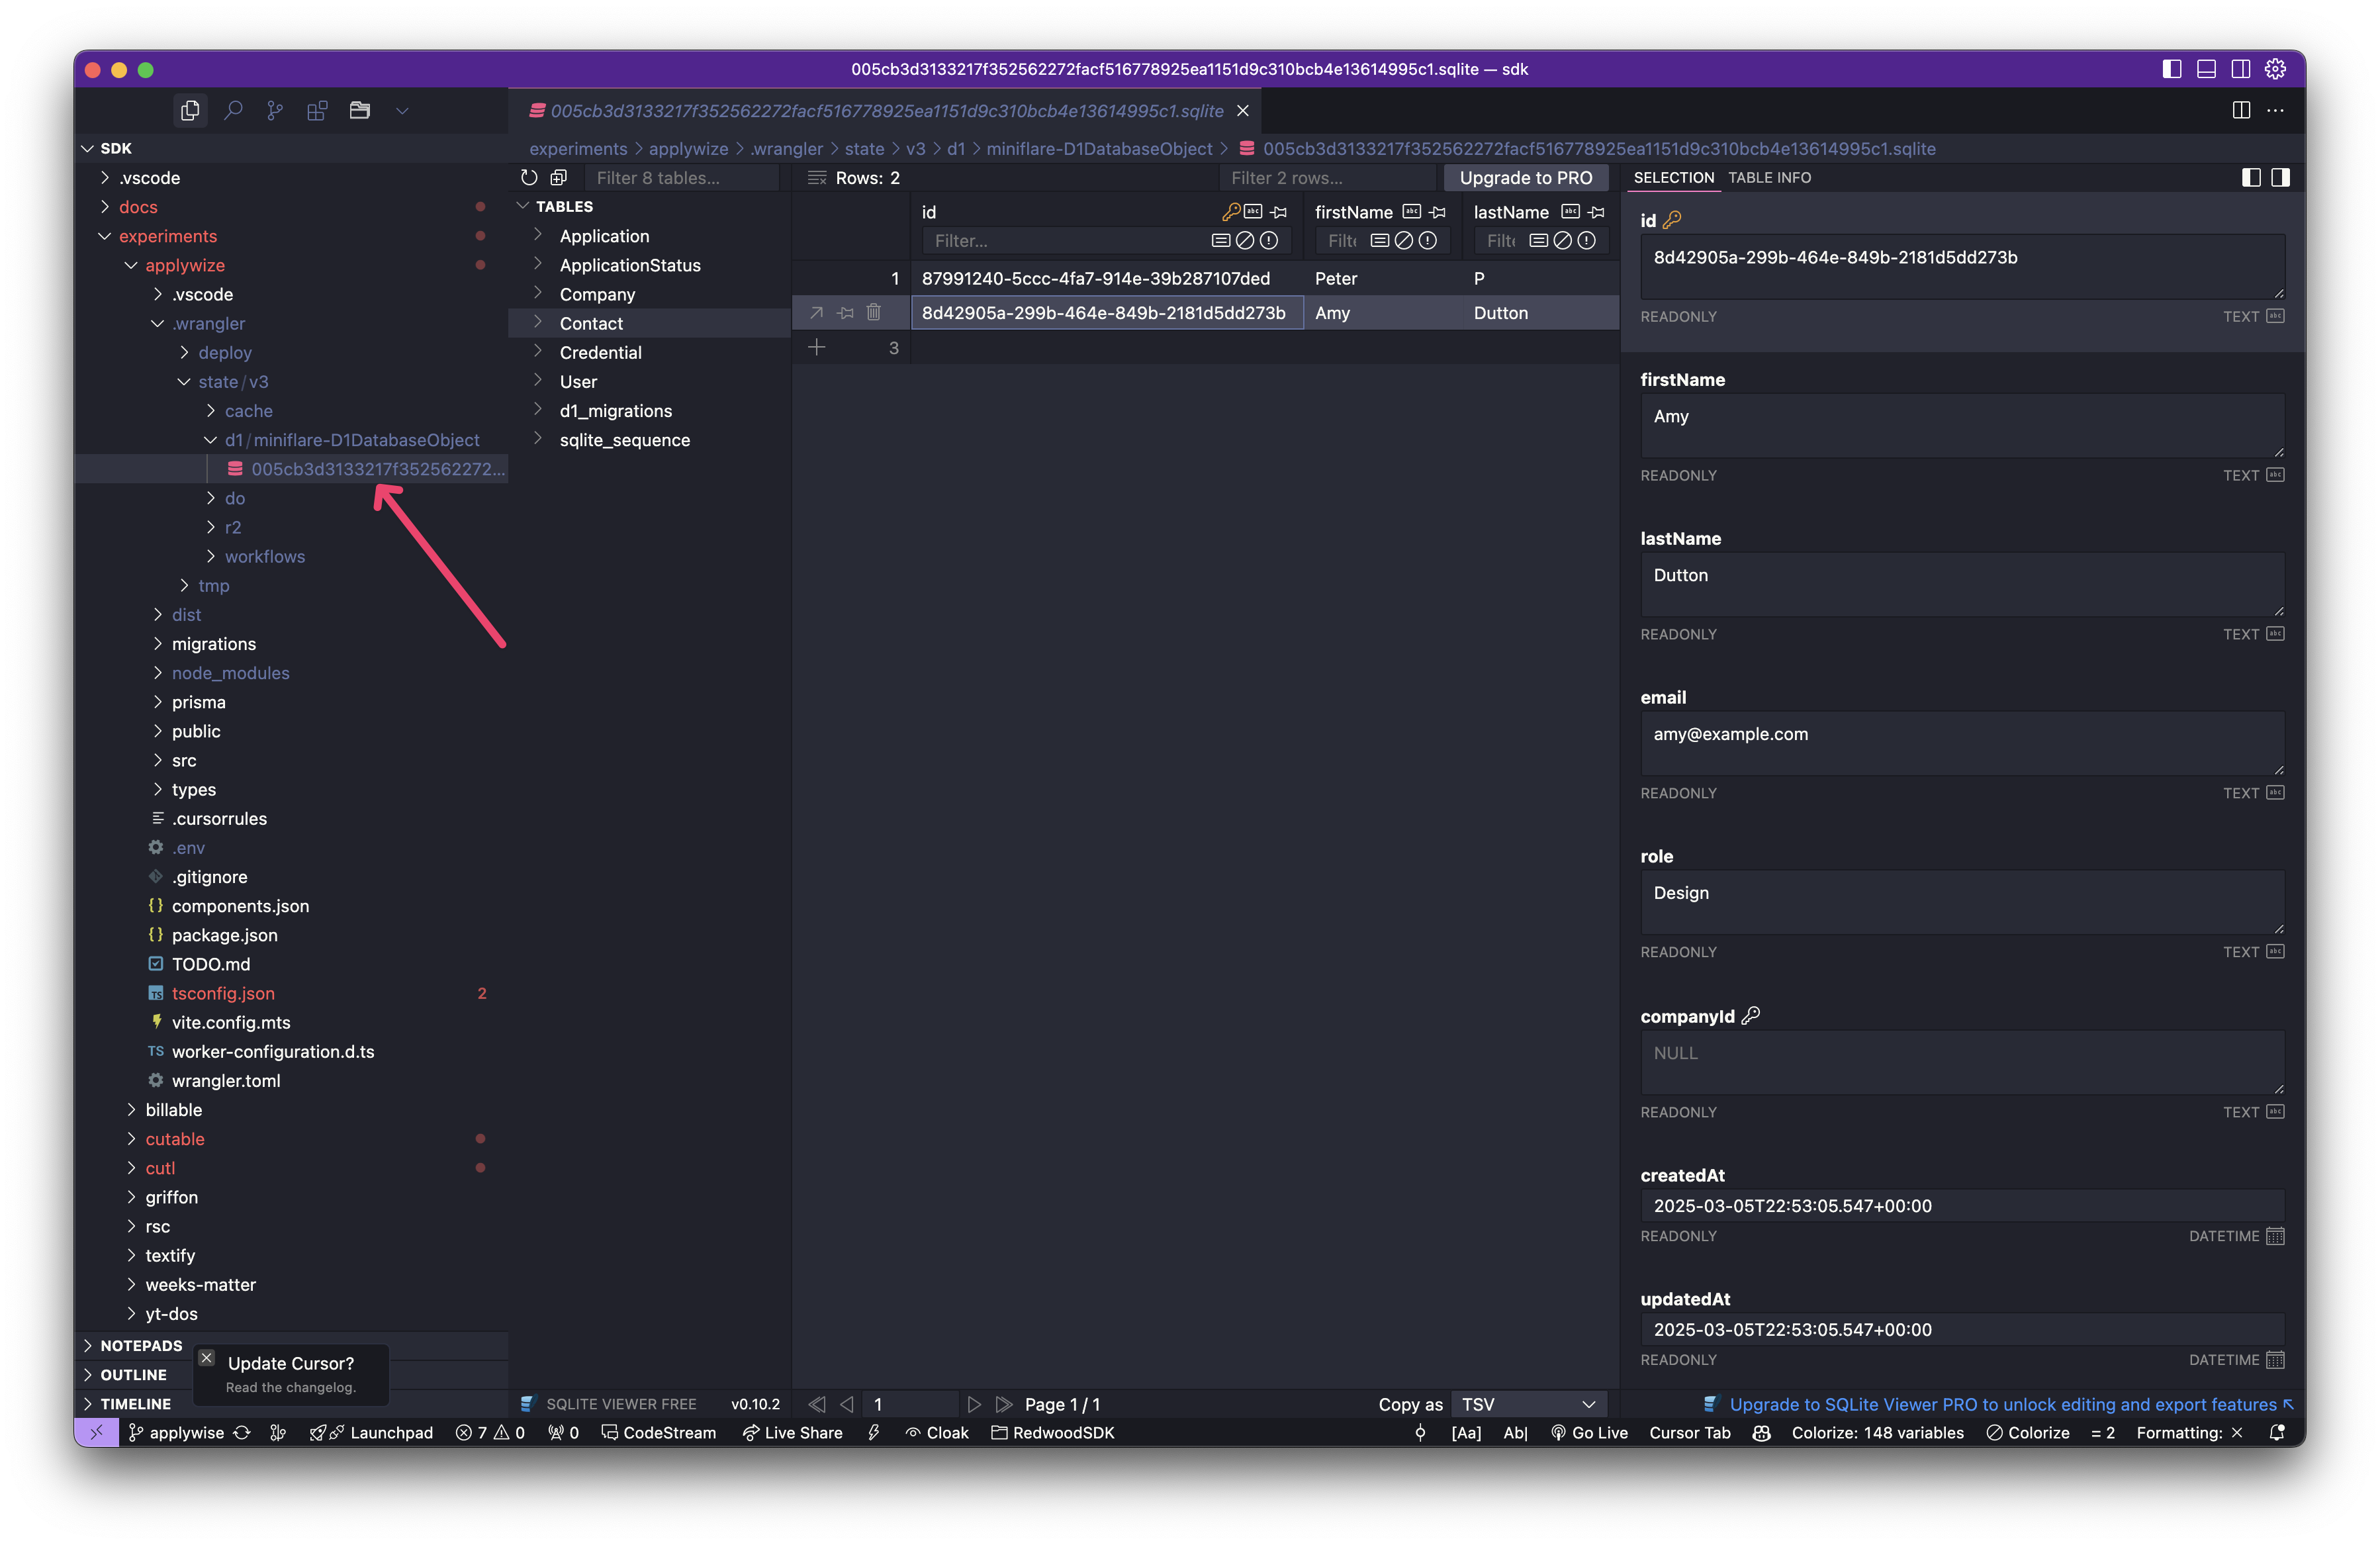 005cb3d3133217f352562272facf516778925ea1151d9c310bcb4e13614995c1.sqlite — sdk
005cb3d3133217f352562272facf516778925ea1151d9c310bcb4e13614995c1.sqlite
SDK
.vscode
docs
experiments
applywize
.vscode
.wrangler
deploy
state/v3
cache
d1/miniflare-D1DatabaseObject
005cb3d3133217f352562272...
do
r2
workflows
tmp
dist
migrations
node_modules
prisma
public
src
types
.cursorrules
.env
.gitignore
components.json
package.json
TODO.md
tsconfig.json 2
vite.config.mts
TS worker-configuration.d.ts
wrangler.toml
billable
cutable
cutl
griffon
rsc
textify
weeks-matter
yt-dos
NOTEPADS
OUTLINE
TIMELINE
Update Cursor?
Read the changelog.
experiments > applywize > .wrangler > state > v3 > d1 > miniflare-D1DatabaseObject > 005cb3d3133217f352562272facf516778925ea1151d9c310bcb4e13614995c1.sqlite
Filter 8 tables...
TABLES
Application
ApplicationStatus
Company
Contact
Credential
User
d1_migrations
sqlite_sequence
SQLITE VIEWER FREE v0.10.2
Rows: 2 Filter 2 rows... Upgrade to PRO
id firstName lastName
Filter... Filte Filte
1 87991240-5ccc-4fa7-914e-39b287107ded Peter P
8d42905a-299b-464e-849b-2181d5dd273b Amy Dutton
3
1 Page 1 / 1 Copy as TSV
SELECTION TABLE INFO
id
8d42905a-299b-464e-849b-2181d5dd273b
READONLY TEXT
firstName
Amy
READONLY TEXT
lastName
Dutton
READONLY TEXT
email
amy@example.com
READONLY TEXT
role
Design
READONLY TEXT
companyId
NULL
READONLY TEXT
createdAt
2025-03-05T22:53:05.547+00:00
READONLY DATETIME
updatedAt
2025-03-05T22:53:05.547+00:00
READONLY DATETIME
Upgrade to SQLite Viewer PRO to unlock editing and export features
applywize Launchpad 7 0 0 CodeStream Live Share Cloak RedwoodSDK [Aa] Ab| Go Live Cursor Tab Colorize: 148 variables Colorize = 2 Formatting: ×